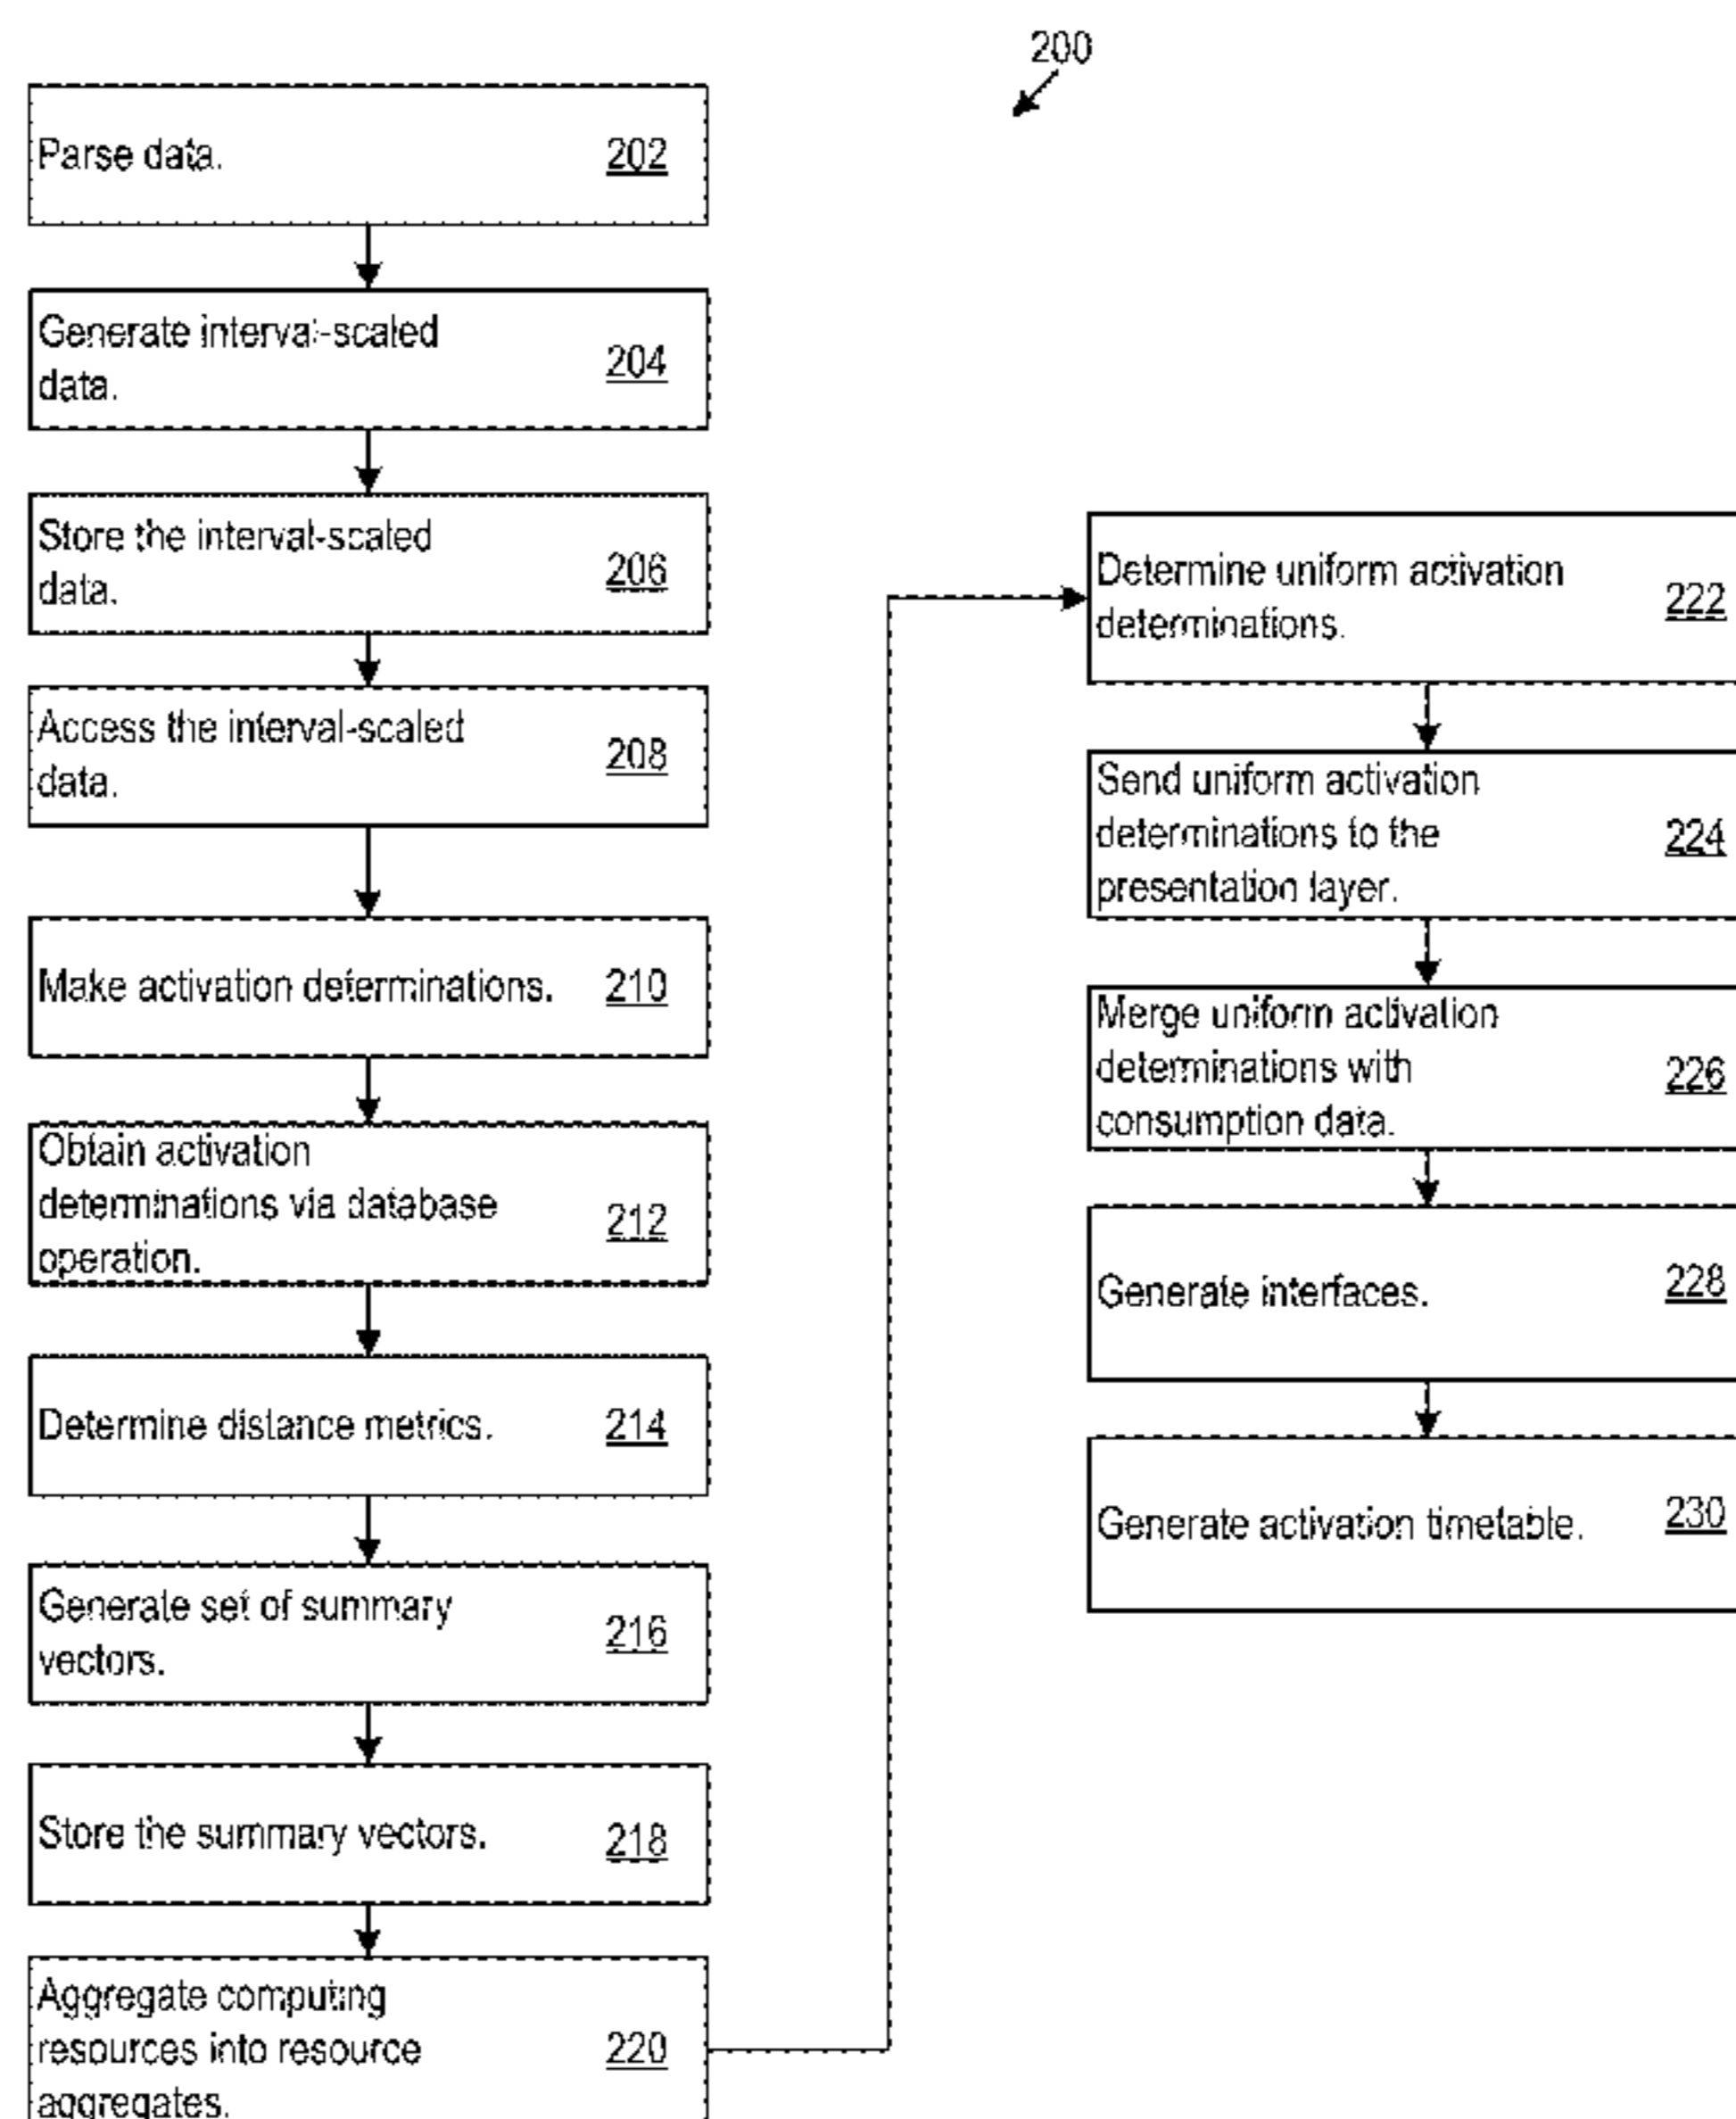 200
Parse data.
202
Generate interval-scaled
data.
204
Store the interval-scaled
data.
206
Access the interval-scaled
data.
208
Make activation determinations.
210
Obtain activation
determinations via database
operation.
212
Determine distance metrics.
214
Generate set of summary
vectors.
216
Store the summary vectors.
218
Aggregate computing
resources into resource
aggregates.
220
Determine uniform activation
determinations.
222
Send uniform activation
determinations to the
presentation layer.
224
Merge uniform activation
determinations with
consumption data.
226
Generate interfaces.
228
Generate activation timetable.
230